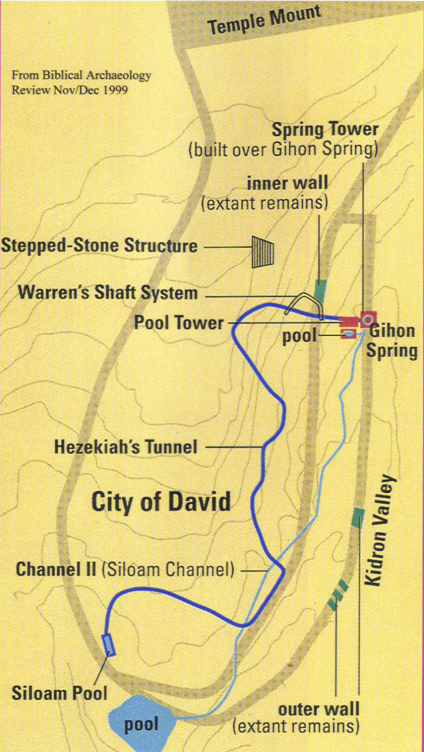 Temple Mount
From Biblical Archaeology
Review Nov/Dec 1999
Spring Tower
(built over Gihon Spring)
inner wall
(extant remains)
Stepped-Stone Structure
Warren's Shaft System
Pool Tower
pool
Gihon
Spring
Hezekiah's Tunnel
City of David
Kidron Valley
Channel II (Siloam Channel)
Siloam Pool
pool
outer wall
(extant remains)